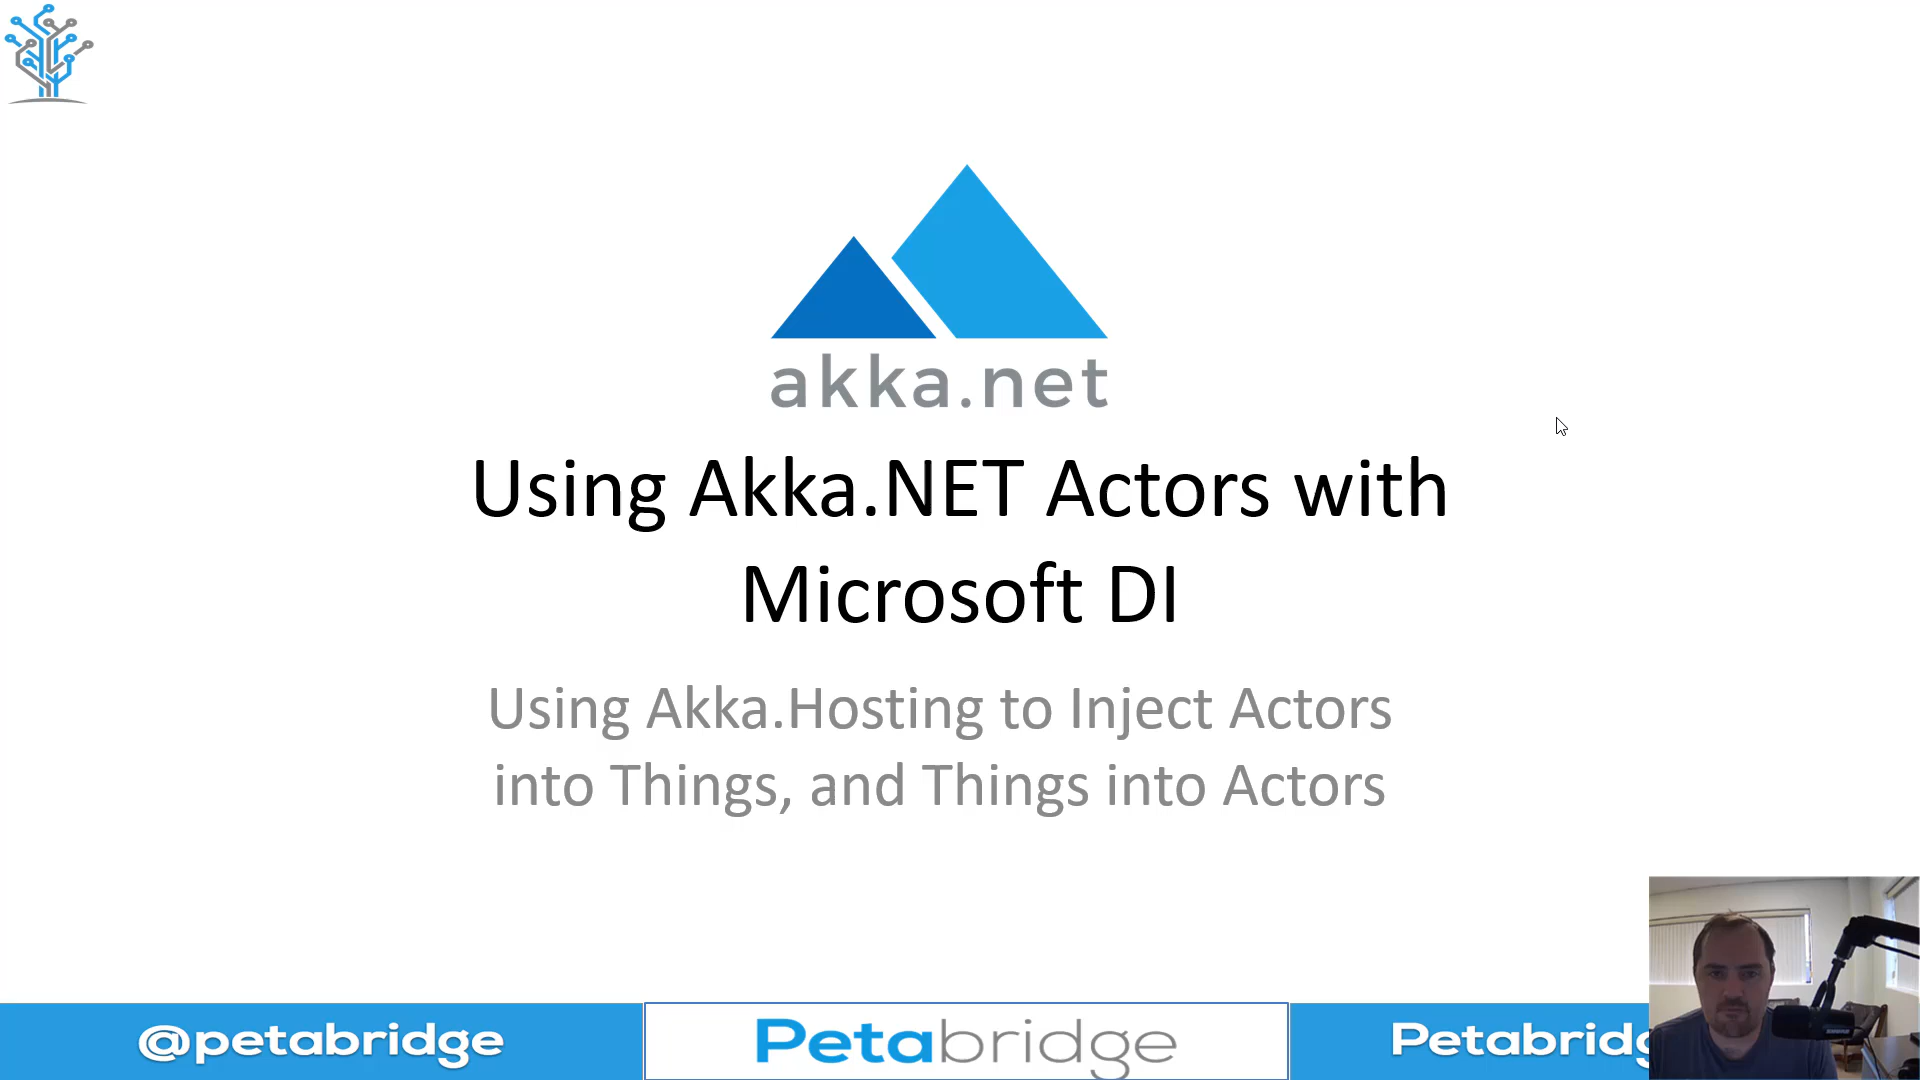 akka.net
Using Akka.NET Actors with
Microsoft DI
Using Akka.Hosting to Inject Actors
into Things, and Things into Actors
@petabridge
Petabridge